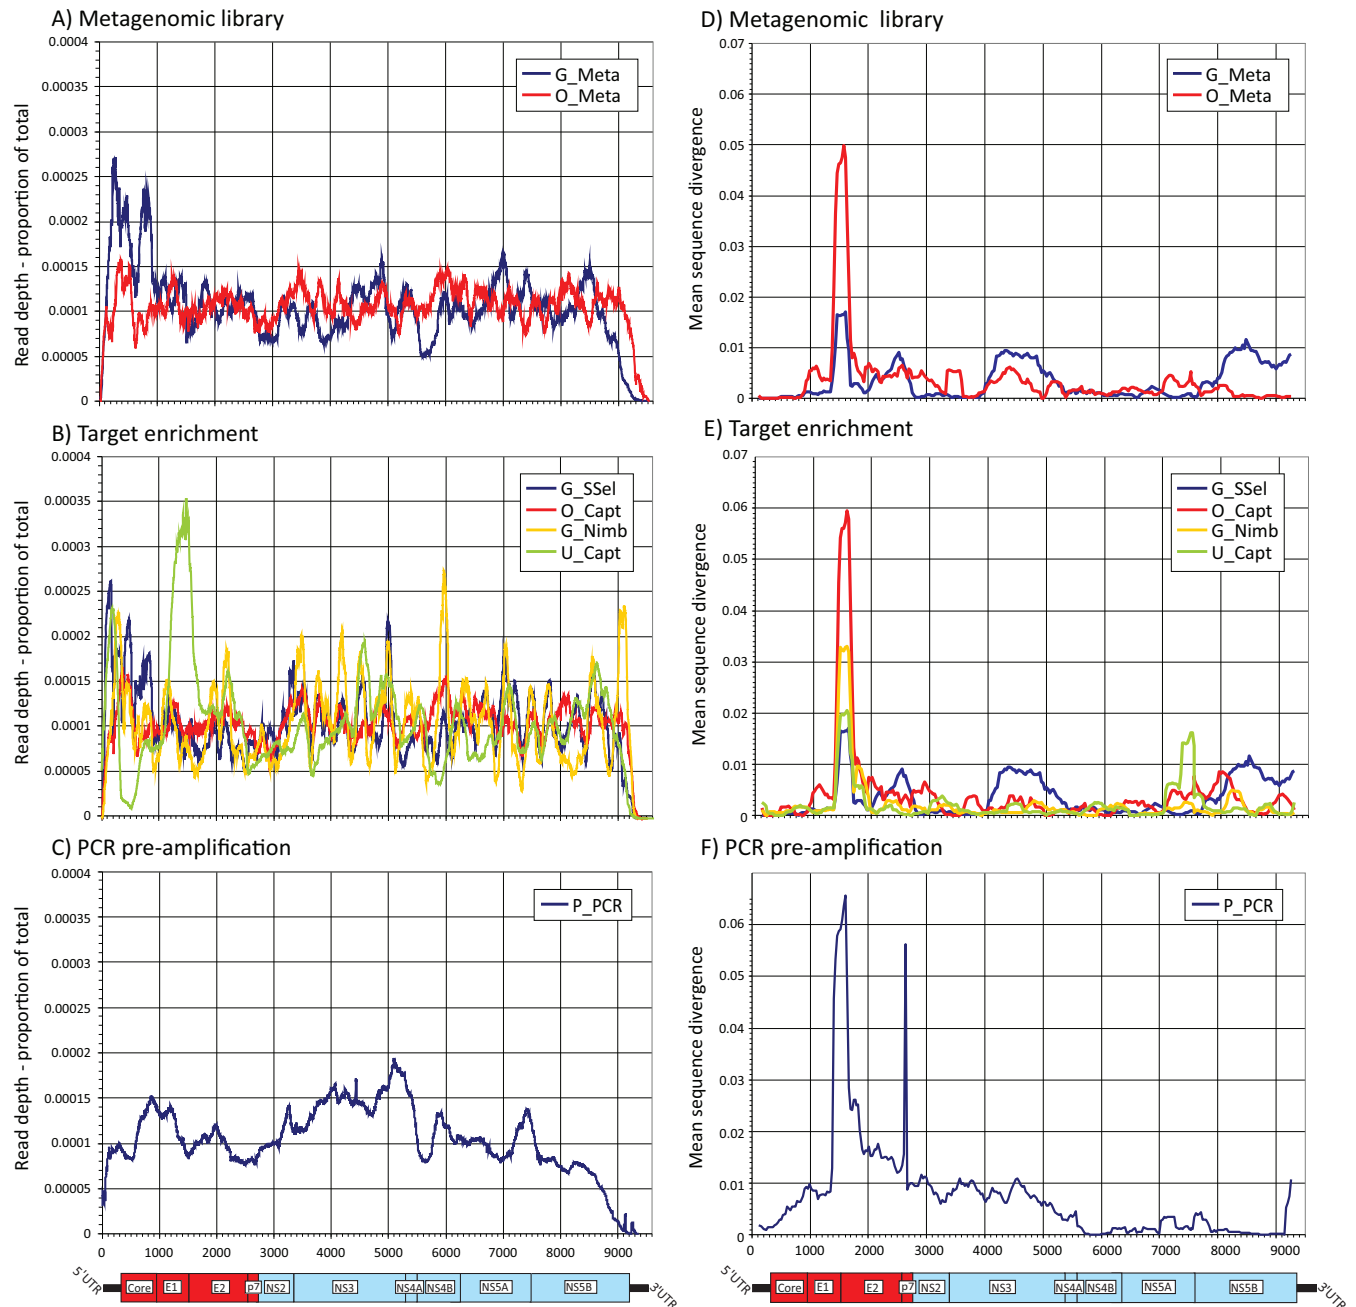 A) Metagenomic library
Read depth - proportion of total
0.0004
0.00035
0.0003
0.00025
0.0002
0.00015
0.0001
0.00005
0
G_Meta
O_Meta
B) Target enrichment
0.0004
0.00035
0.0003
0.00025
0.0002
0.00015
0.0001
0.00005
0
G_SSel
O_Capt
G_Nimb
U_Capt
C) PCR pre-amplification
Read depth - proportion of total
0.0004
0.00035
0.0003
0.00025
0.0002
0.00015
0.0001
0.00005
0
P_PCR
0 1000 2000 3000 4000 5000 6000 7000 8000 9000
5'UTR Core E1 E2 p7 NS2 NS3 NS4A NS4B NS5A NS5B 3'UTR
D) Metagenomic library
Mean sequence divergence
0.07
0.06
0.05
0.04
0.03
0.02
0.01
0
G_Meta
O_Meta
E) Target enrichment
Mean sequence divergence
0.07
0.06
0.05
0.04
0.03
0.02
0.01
0
G_SSel
O_Capt
G_Nimb
U_Capt
F) PCR pre-amplification
Mean sequence divergence
0.06
0.05
0.04
0.03
0.02
0.01
0
P_PCR
0 1000 2000 3000 4000 5000 6000 7000 8000 9000
5'UTR Core E1 E2 p7 NS2 NS3 NS4A NS4B NS5A NS5B 3'UTR